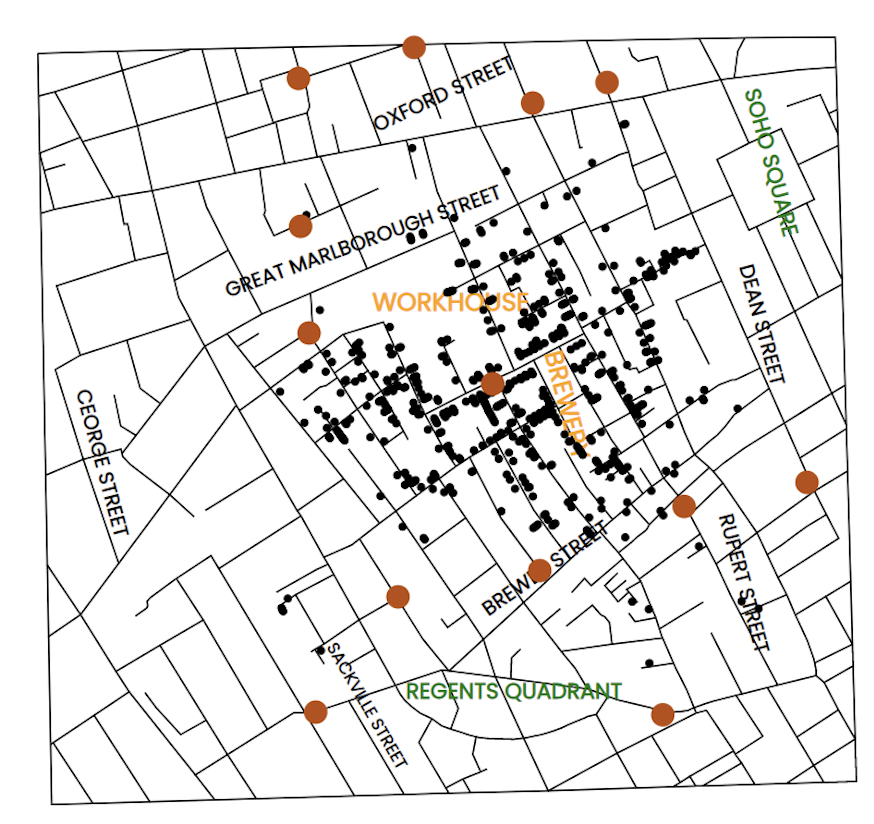 OXFORD STREET
SOHO SQUARE
GREAT MARLBOROUGH STREET
WORKHOUSE
DEAN STREET
BREWERY
CEORGE STREET
BREWER STREET
RUPERT STREET
SACKVILLE STREET
REGENTS QUADRANT